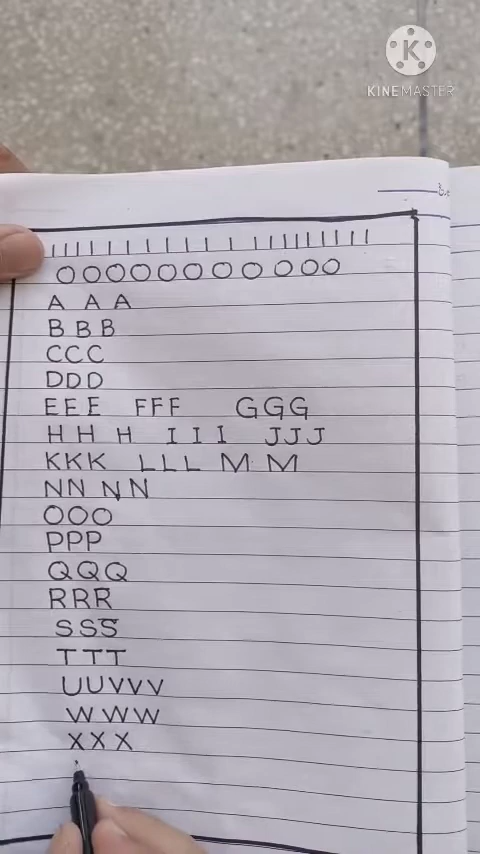 K
KINEMASTER
| | | | | | | | | | | | | | | | | | | | | |
O O O O O O O O O O O
A A A
B B B
C C C
D D D
E E E F F F G G G
H H H I I I J J J
K K K L L L M M
N N N N
O O O
P P P
Q Q Q
R R R
S S S
T T T
U U V V V
W W W
X X X